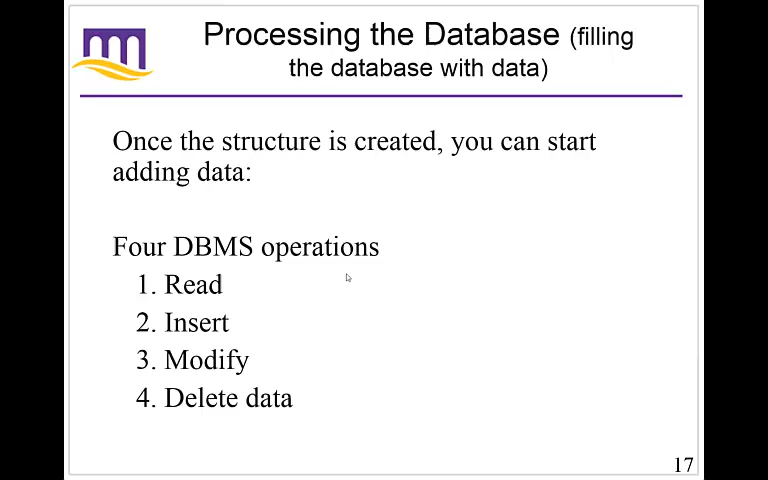 Processing the Database (filling
the database with data)
Once the structure is created, you can start
adding data:
Four DBMS operations
1. Read
2. Insert
3. Modify
4. Delete data
17